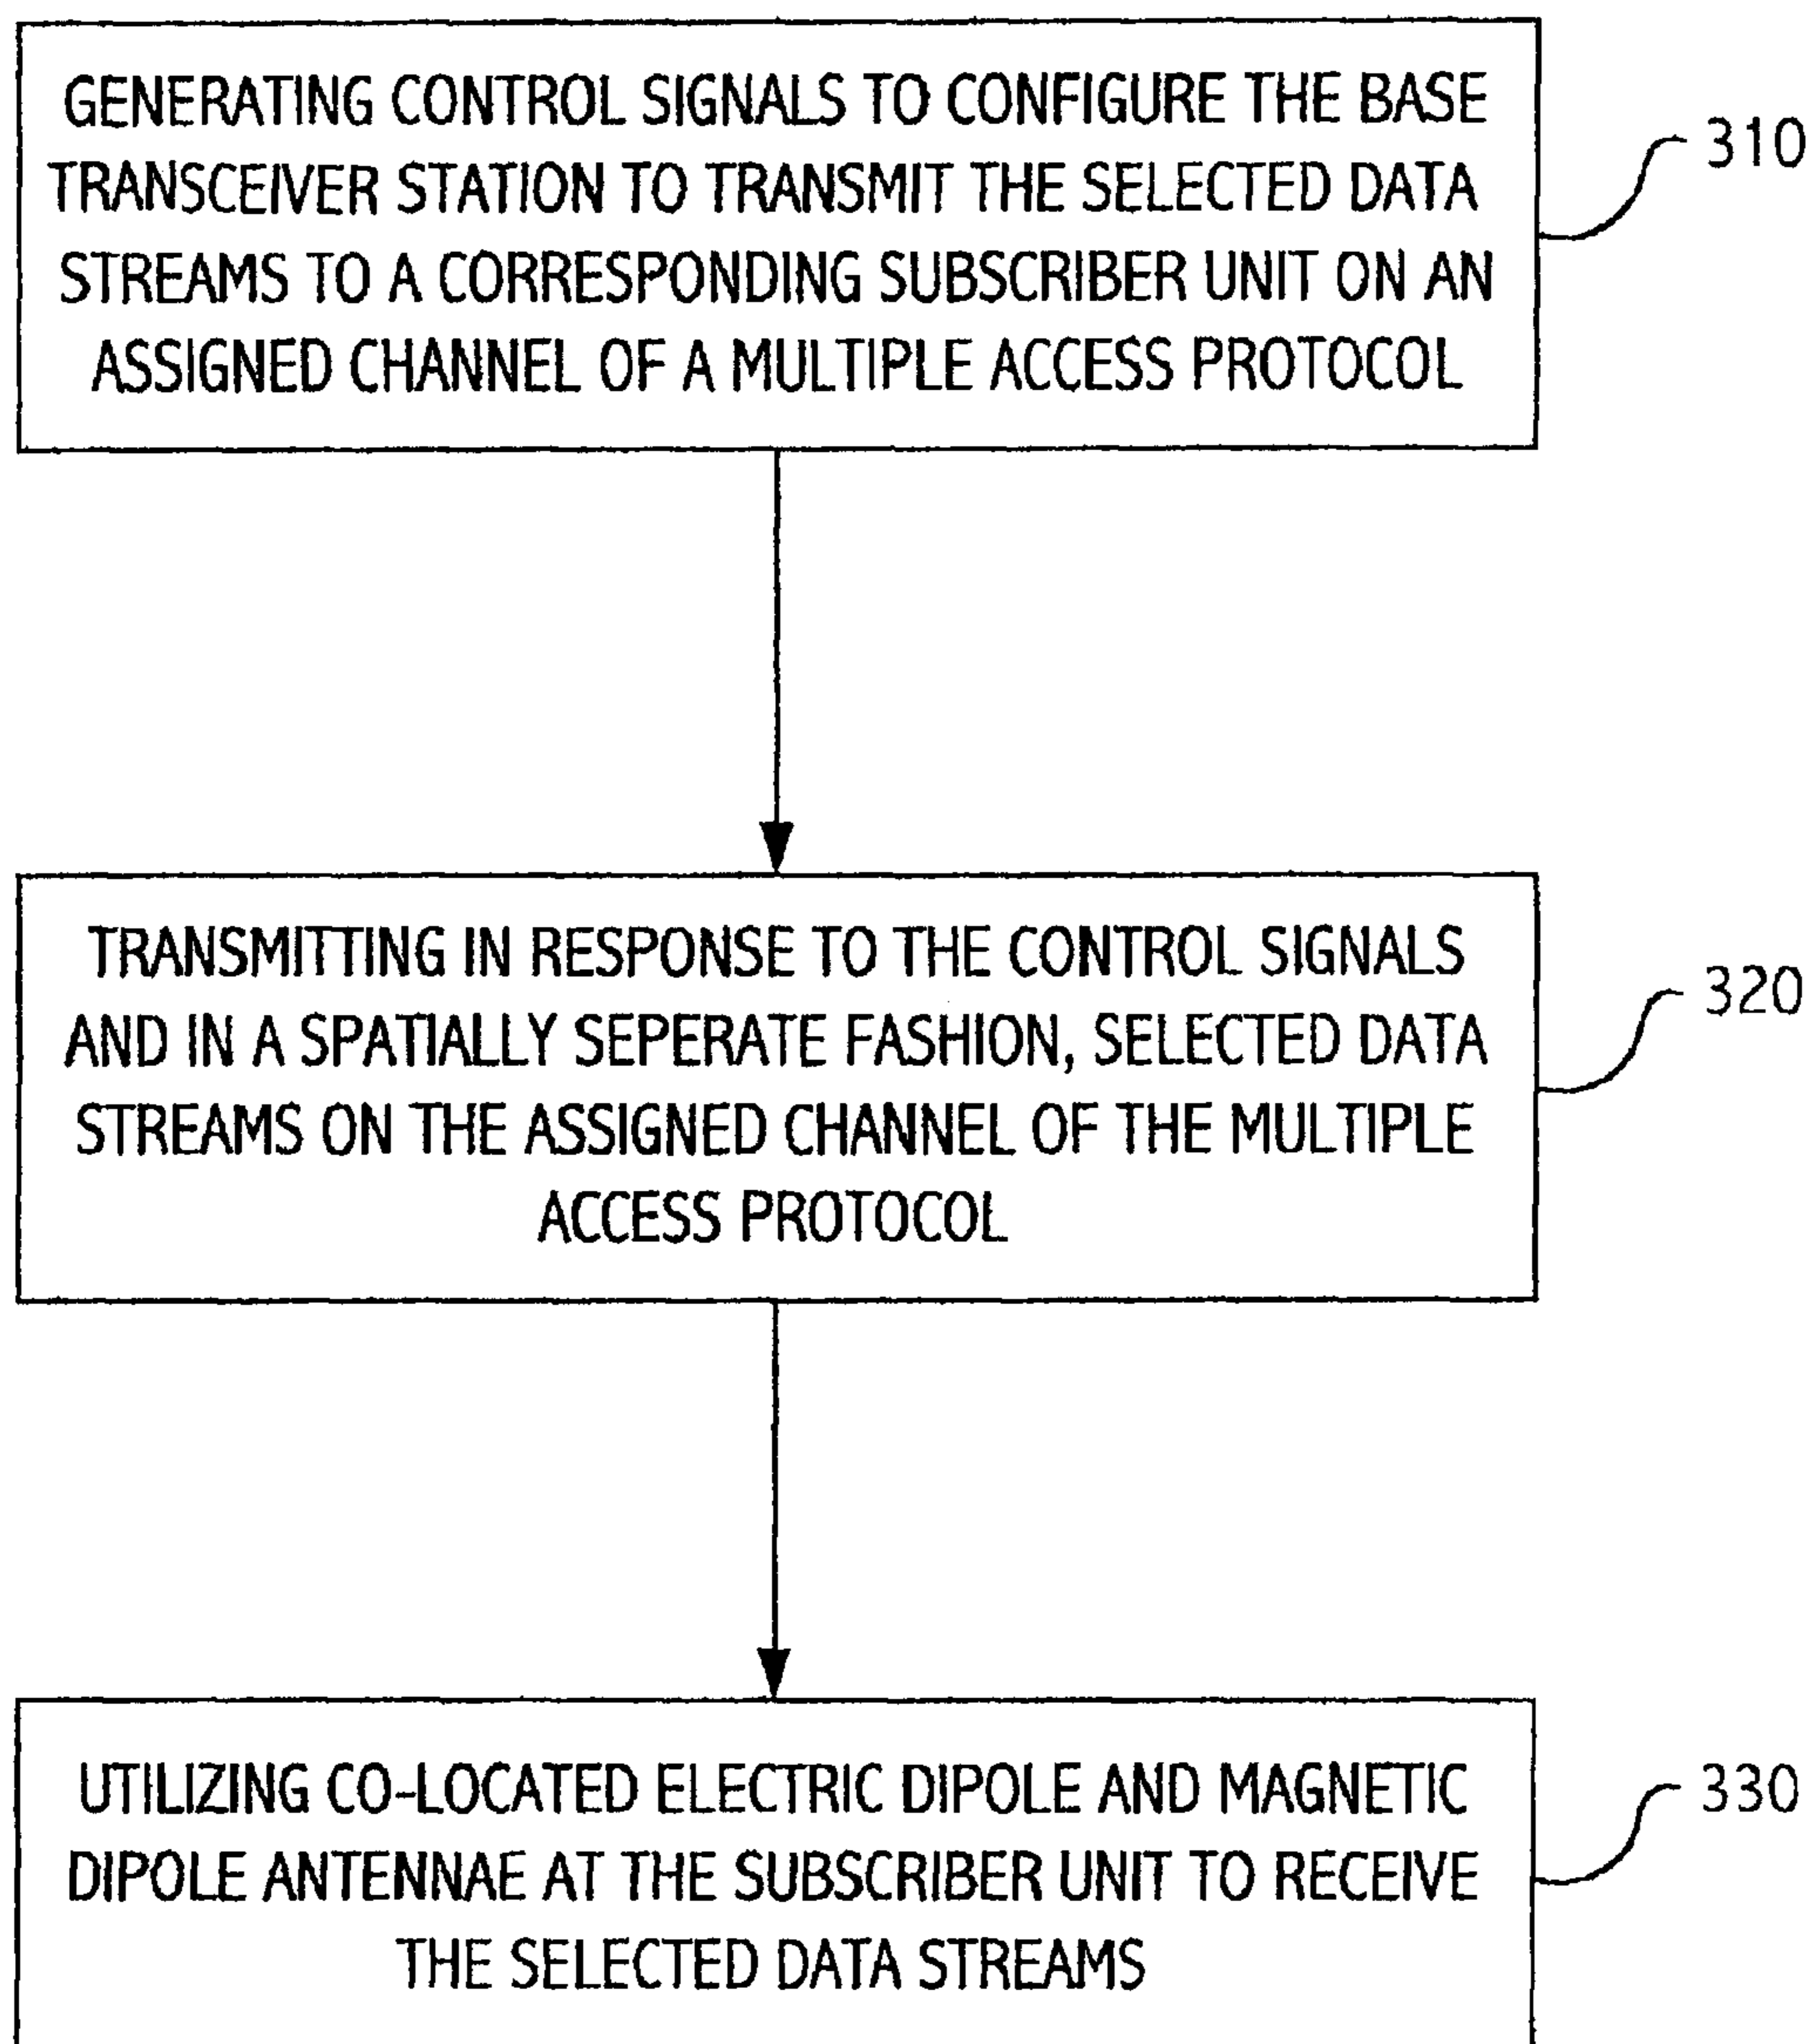 GENERATING CONTROL SIGNALS TO CONFIGURE THE BASE
TRANSCEIVER STATION TO TRANSMIT THE SELECTED DATA
STREAMS TO A CORRESPONDING SUBSCRIBER UNIT ON AN
ASSIGNED CHANNEL OF A MULTIPLE ACCESS PROTOCOL
310
TRANSMITTING IN RESPONSE TO THE CONTROL SIGNALS
AND IN A SPATIALLY SEPERATE FASHION, SELECTED DATA
STREAMS ON THE ASSIGNED CHANNEL OF THE MULTIPLE
ACCESS PROTOCOL
320
UTILIZING CO-LOCATED ELECTRIC DIPOLE AND MAGNETIC
DIPOLE ANTENNAE AT THE SUBSCRIBER UNIT TO RECEIVE
THE SELECTED DATA STREAMS
330